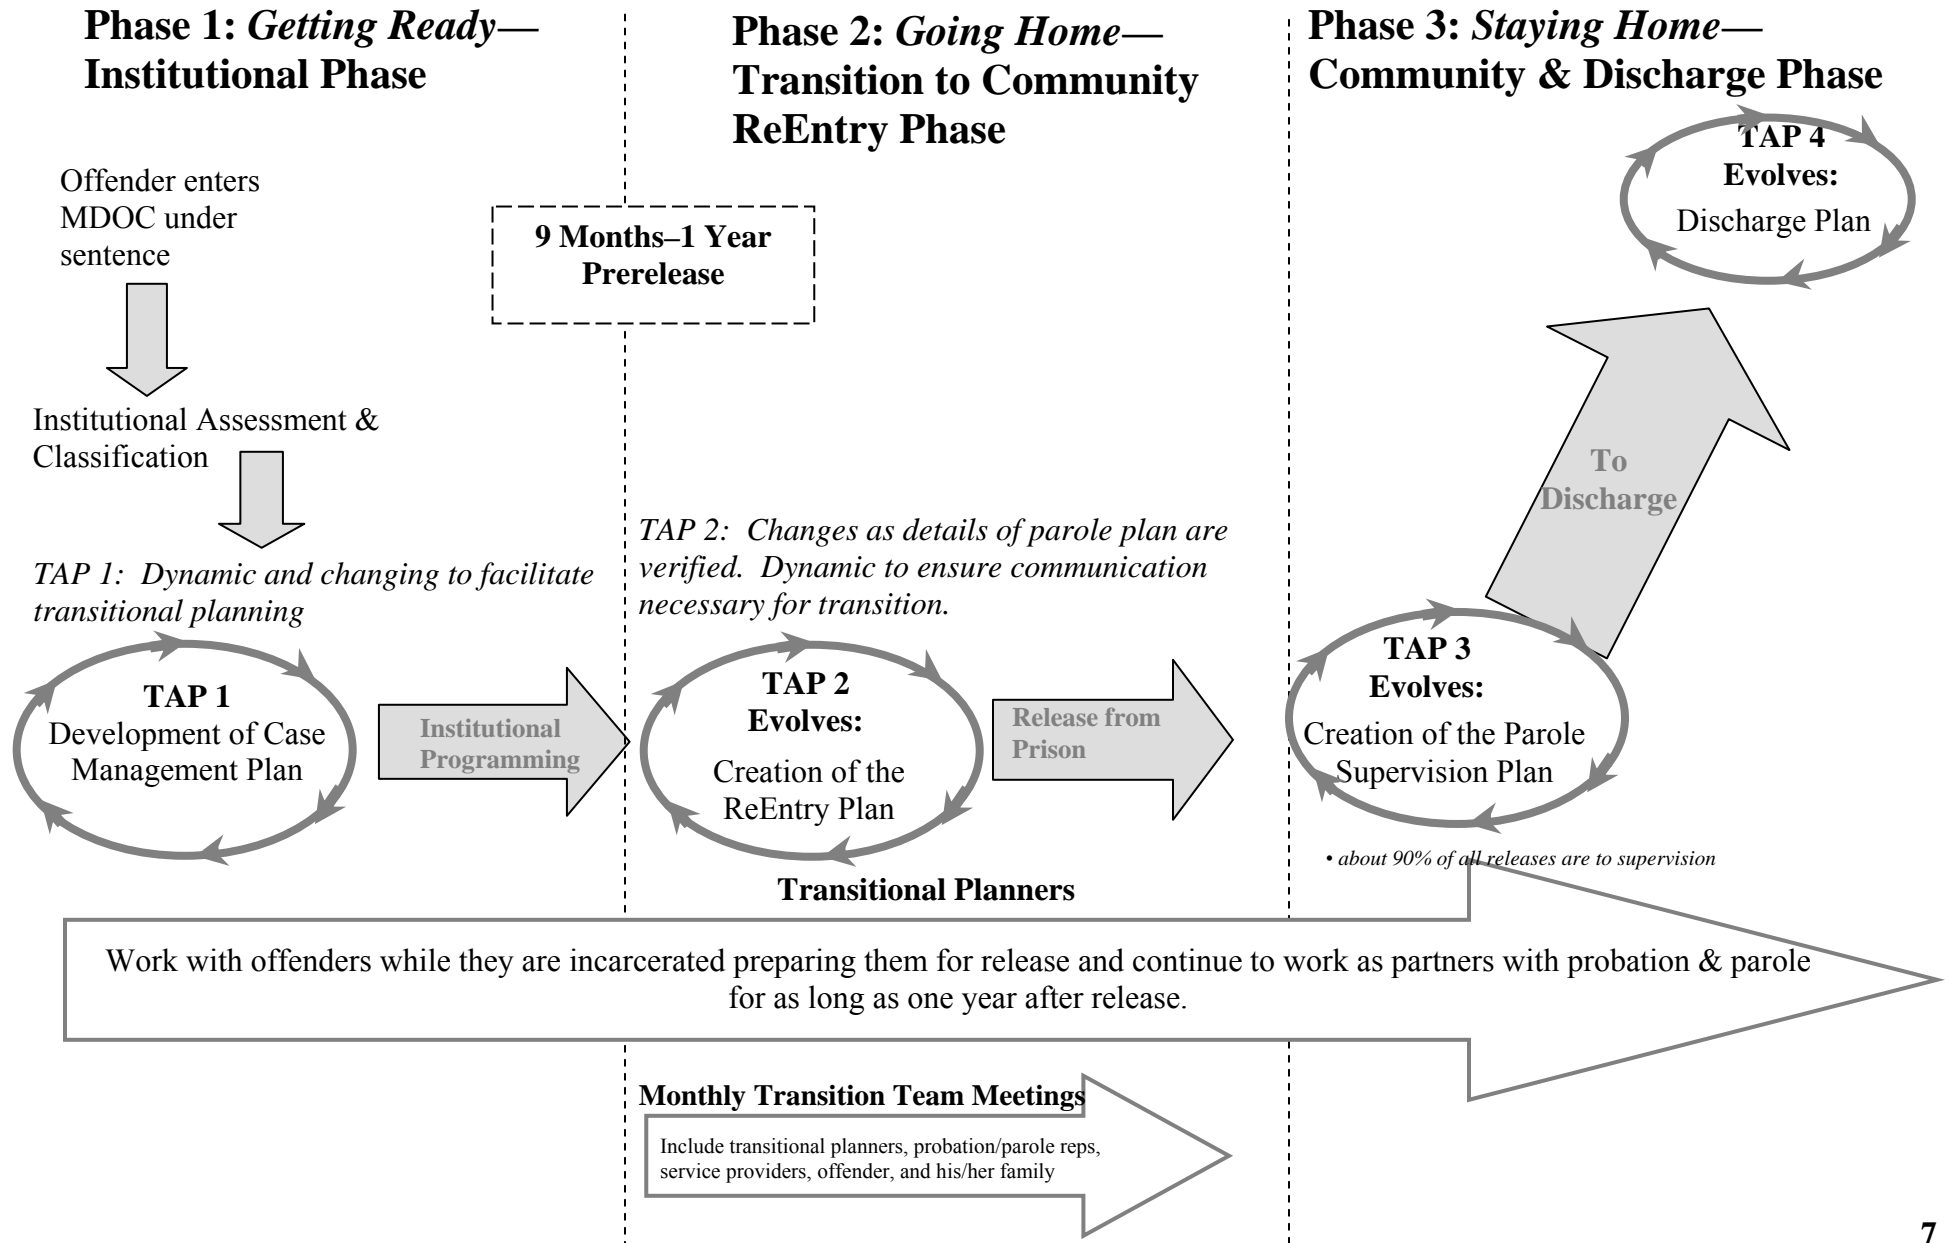 Phase 1: Getting Ready—
Institutional Phase
Phase 2: Going Home—
Transition to Community
ReEntry Phase
Phase 3: Staying Home—
Community & Discharge Phase
Offender enters
MDOC under
sentence
9 Months–1 Year
Prerelease
TAP 4
Evolves:
Discharge Plan
Institutional Assessment &
Classification
To
Discharge
TAP 1:  Dynamic and changing to facilitate
transitional planning
TAP 2:  Changes as details of parole plan are
verified.  Dynamic to ensure communication
necessary for transition.
TAP 1
Development of Case
Management Plan
Institutional
Programming
TAP 2
Evolves:
Creation of the
ReEntry Plan
Release from
Prison
TAP 3
Evolves:
Creation of the Parole
Supervision Plan
• about 90% of all releases are to supervision
Transitional Planners
Work with offenders while they are incarcerated preparing them for release and continue to work as partners with probation & parole
for as long as one year after release.
Monthly Transition Team Meetings
Include transitional planners, probation/parole reps,
service providers, offender, and his/her family
7